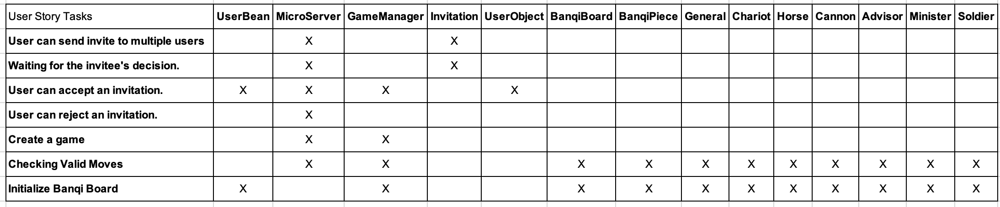 User Story Tasks UserBean MicroServer GameManager Invitation UserObject BanqiBoard BanqiPiece General Chariot Horse Cannon Advisor Minister Soldier
User can send invite to multiple users X X
Waiting for the invitee's decision. X X
User can accept an invitation. X X X X
User can reject an invitation. X
Create a game X X
Checking Valid Moves X X X X X X X X X X X
Initialize Banqi Board X X X X X X X X X X X